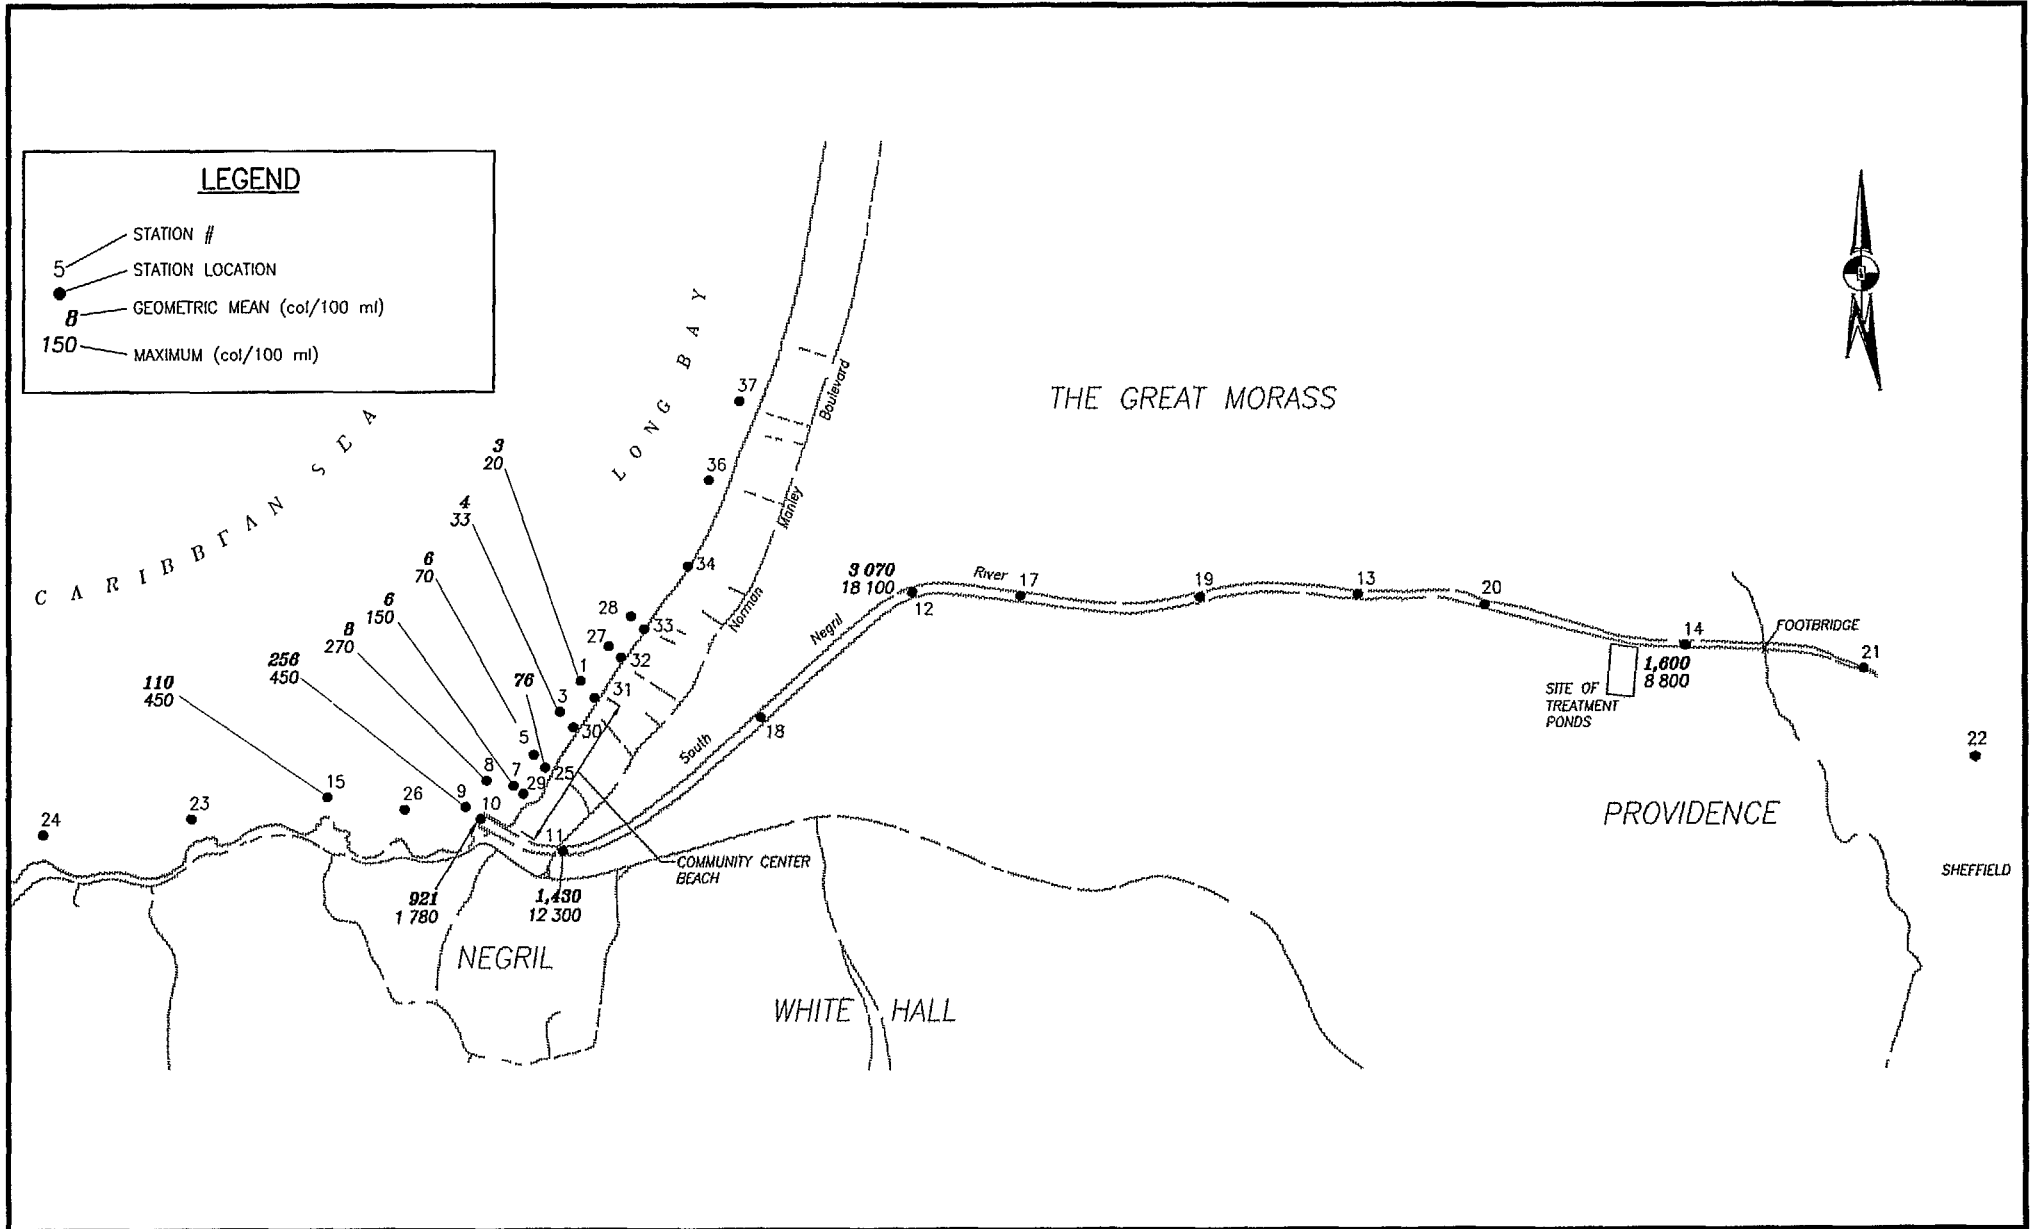 LEGEND
STATION #
5
STATION LOCATION
8
GEOMETRIC MEAN (col/100 ml)
150
MAXIMUM (col/100 ml)
CARIBBEAN SEA
LONG BAY
THE GREAT MORASS
Boulevard
Manley
Norman
37
36
34
28
33
27
32
1
31
3
30
5
25
8
7
29
9
10
26
15
23
24
11
3
20
4
33
6
70
6
150
8
270
256
450
110
450
76
921
1 780
1,430
12 300
3 070
18 100
12
River
17
19
13
20
14
FOOTBRIDGE
21
1,600
8 800
SITE OF
TREATMENT
PONDS
Negril
South
18
22
PROVIDENCE
SHEFFIELD
COMMUNITY CENTER
BEACH
NEGRIL
WHITE HALL